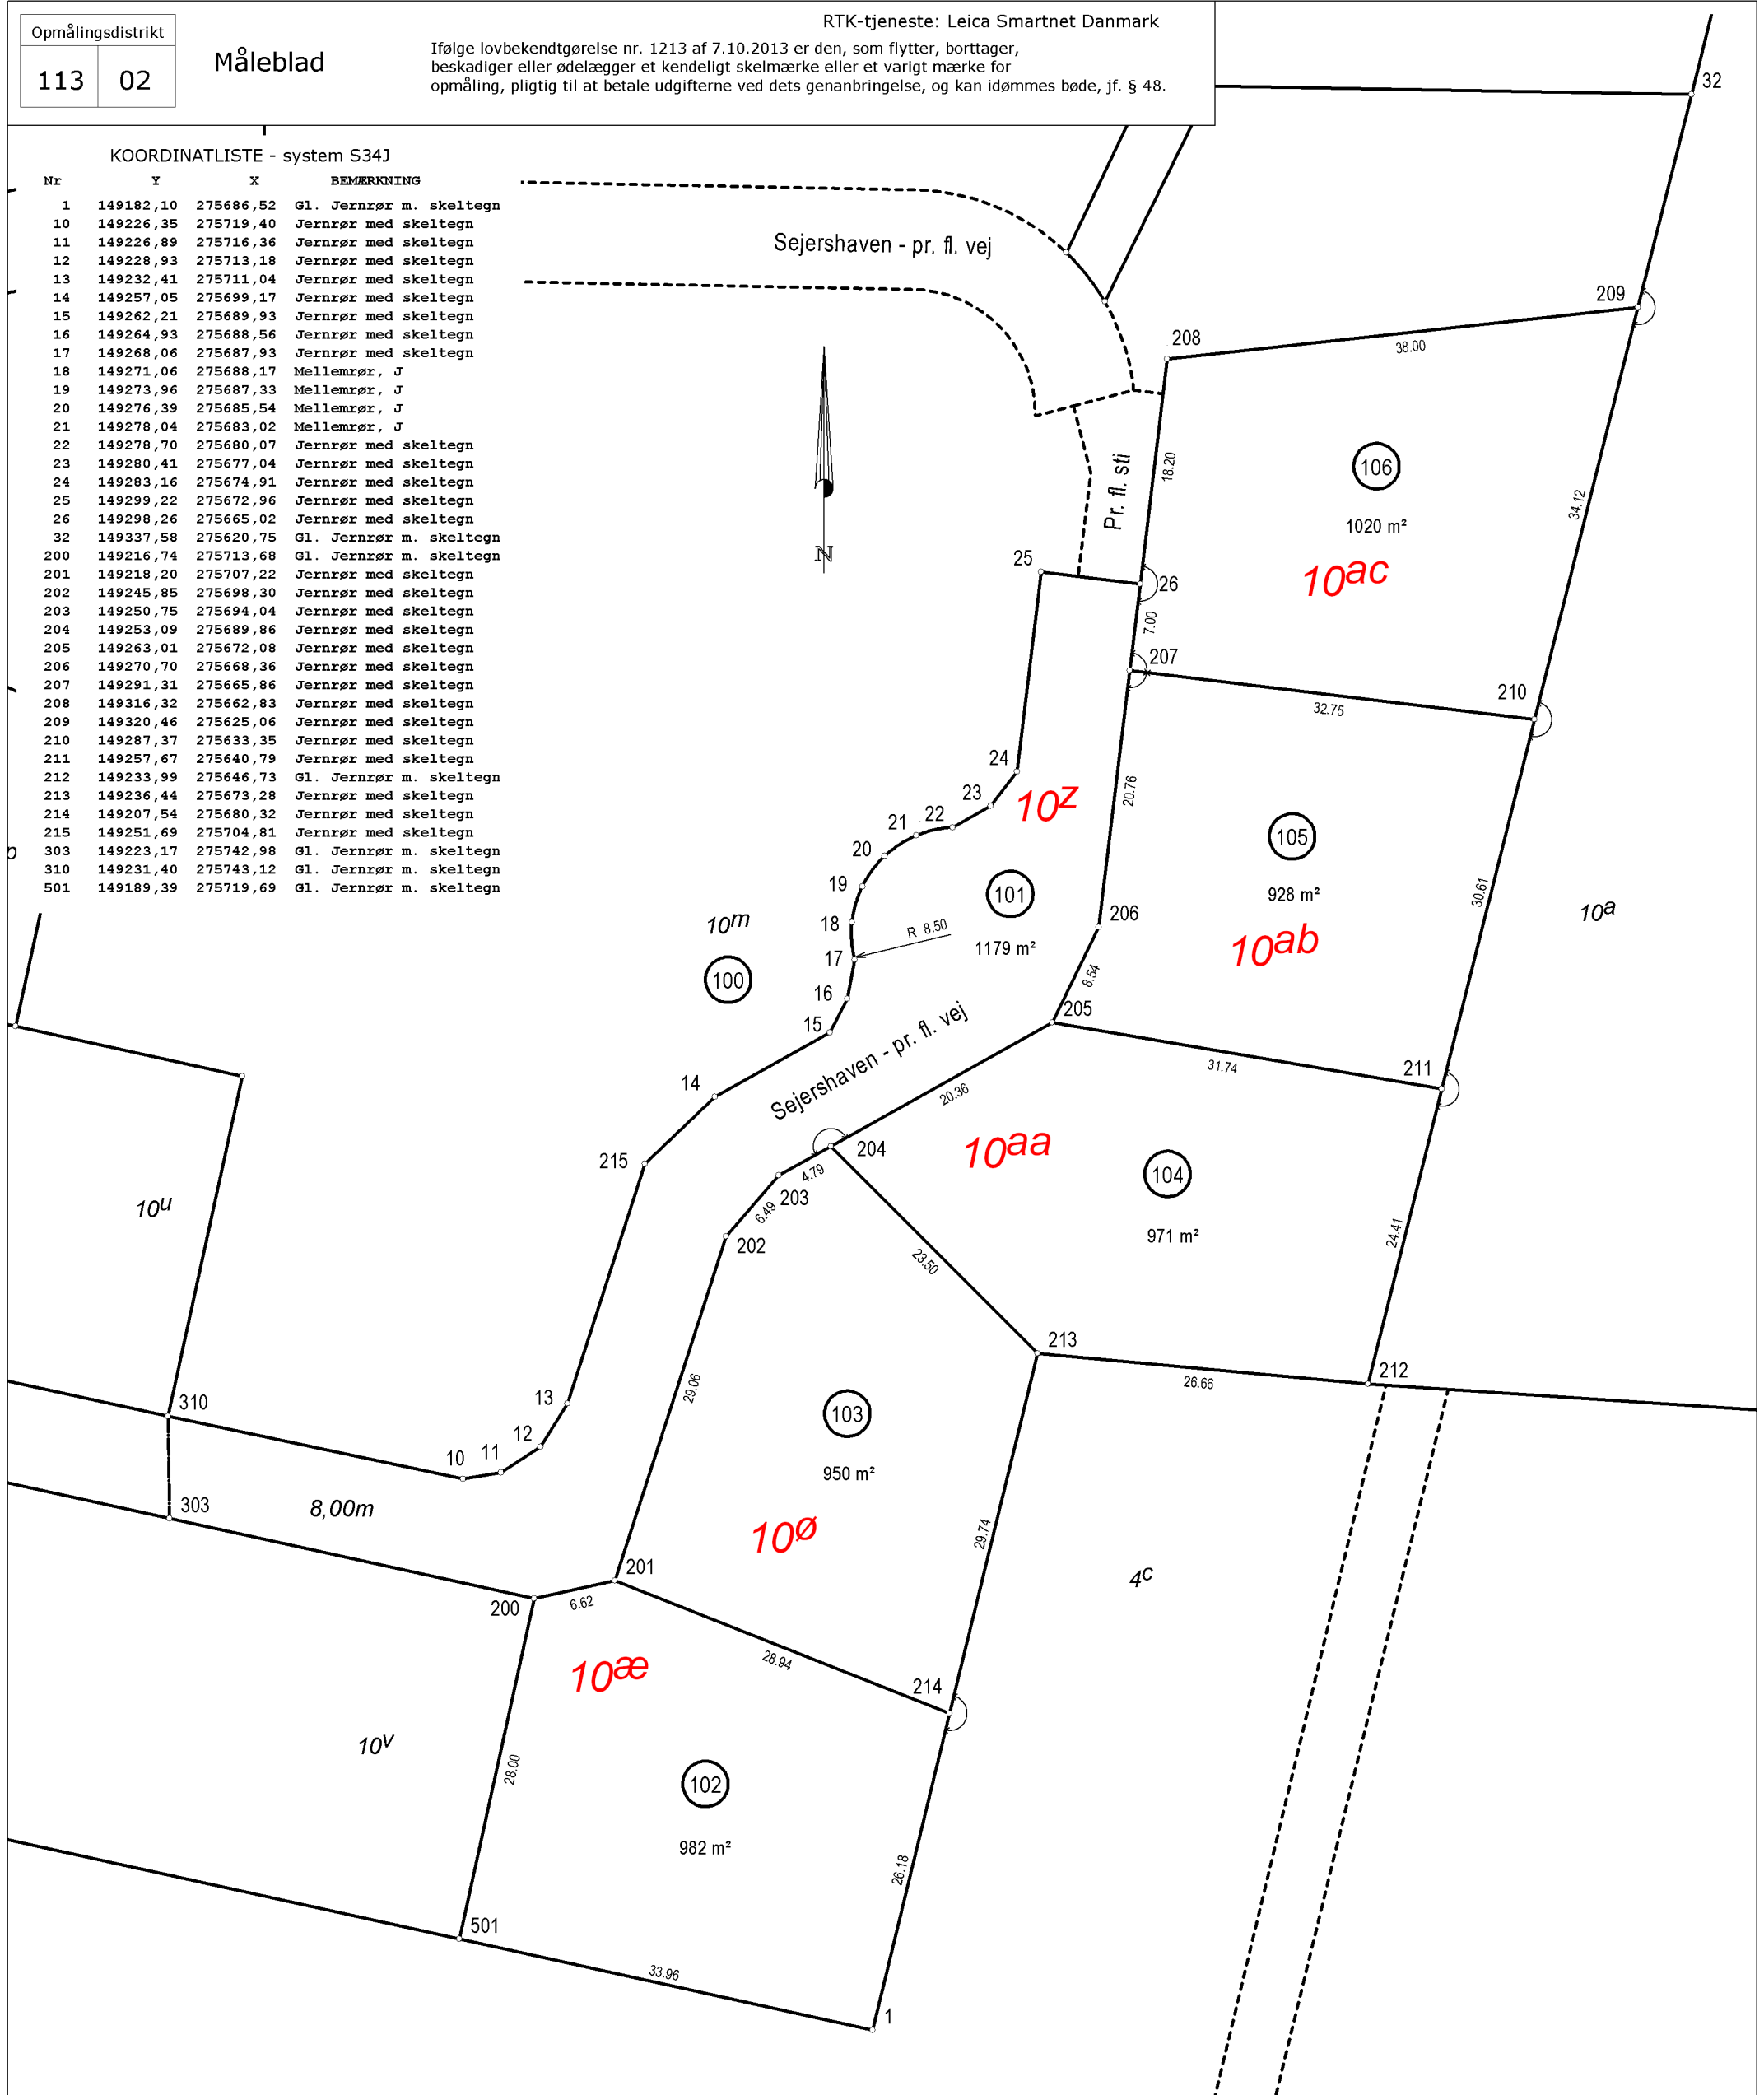 Opmålingsdistrikt
113 02
Måleblad
RTK-tjeneste: Leica Smartnet Danmark
Ifølge lovbekendtgørelse nr. 1213 af 7.10.2013 er den, som flytter, borttager,
beskadiger eller ødelægger et kendeligt skelmærke eller et varigt mærke for
opmåling, pligtig til at betale udgifterne ved dets genanbringelse, og kan idømmes bøde, jf. § 48.
KOORDINATLISTE - system S34J
Nr Y X BEMÆRKNING
1 149182,10 275686,52 Gl. Jernrør m. skeltegn
10 149226,35 275719,40 Jernrør med skeltegn
11 149226,89 275716,36 Jernrør med skeltegn
12 149228,93 275713,18 Jernrør med skeltegn
13 149232,41 275711,04 Jernrør med skeltegn
14 149257,05 275699,17 Jernrør med skeltegn
15 149262,21 275689,93 Jernrør med skeltegn
16 149264,93 275688,56 Jernrør med skeltegn
17 149268,06 275687,93 Jernrør med skeltegn
18 149271,06 275688,17 Mellemrør, J
19 149273,96 275687,33 Mellemrør, J
20 149276,39 275685,54 Mellemrør, J
21 149278,04 275683,02 Mellemrør, J
22 149278,70 275680,07 Jernrør med skeltegn
23 149280,41 275677,04 Jernrør med skeltegn
24 149283,16 275674,91 Jernrør med skeltegn
25 149299,22 275672,96 Jernrør med skeltegn
26 149298,26 275665,02 Jernrør med skeltegn
32 149337,58 275620,75 Gl. Jernrør m. skeltegn
200 149216,74 275713,68 Gl. Jernrør m. skeltegn
201 149218,20 275707,22 Jernrør med skeltegn
202 149245,85 275698,30 Jernrør med skeltegn
203 149250,75 275694,04 Jernrør med skeltegn
204 149253,09 275689,86 Jernrør med skeltegn
205 149263,01 275672,08 Jernrør med skeltegn
206 149270,70 275668,36 Jernrør med skeltegn
207 149291,31 275665,86 Jernrør med skeltegn
208 149316,32 275662,83 Jernrør med skeltegn
209 149320,46 275625,06 Jernrør med skeltegn
210 149287,37 275633,35 Jernrør med skeltegn
211 149257,67 275640,79 Jernrør med skeltegn
212 149233,99 275646,73 Gl. Jernrør m. skeltegn
213 149236,44 275673,28 Jernrør med skeltegn
214 149207,54 275680,32 Jernrør med skeltegn
215 149251,69 275704,81 Jernrør med skeltegn
303 149223,17 275742,98 Gl. Jernrør m. skeltegn
310 149231,40 275743,12 Gl. Jernrør m. skeltegn
501 149189,39 275719,69 Gl. Jernrør m. skeltegn
32
Sejershaven - pr. fl. vej
209
208
38.00
106
1020 m²
10ac
18.20
34.12
Pr. fl. sti
N
25
26
7.00
207
210
32.75
24
23
10z
20.76
22
21
20
19
18
17
16
15
R 8.50
101
1179 m²
105
928 m²
10ab
30.61
10a
206
8.54
205
10m
100
Sejershaven - pr. fl. vej
31.74
211
14
20.36
215
204
4.79
203
6.49
202
10aa
104
971 m²
24.41
10u
23.50
213
26.66
212
29.06
13
12
11
10
310
303
8,00m
103
950 m²
10ø
29.74
4c
201
200
6.62
10æ
28.94
214
10v
28.00
102
982 m²
26.18
501
33.96
1